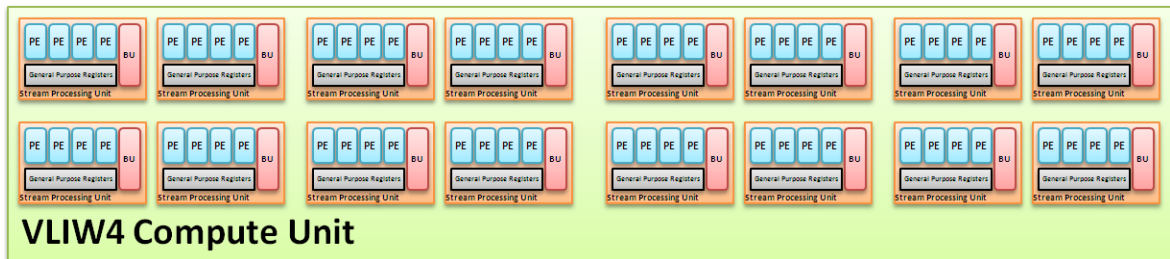 PE PE PE PE BU PE PE PE PE BU PE PE PE PE BU PE PE PE PE BU PE PE PE PE BU PE PE PE PE BU PE PE PE PE BU PE PE PE PE BU
General Purpose Registers General Purpose Registers General Purpose Registers General Purpose Registers General Purpose Registers General Purpose Registers General Purpose Registers General Purpose Registers
Stream Processing Unit Stream Processing Unit Stream Processing Unit Stream Processing Unit Stream Processing Unit Stream Processing Unit Stream Processing Unit Stream Processing Unit
PE PE PE PE BU PE PE PE PE BU PE PE PE PE BU PE PE PE PE BU PE PE PE PE BU PE PE PE PE BU PE PE PE PE BU PE PE PE PE BU
General Purpose Registers General Purpose Registers General Purpose Registers General Purpose Registers General Purpose Registers General Purpose Registers General Purpose Registers General Purpose Registers
Stream Processing Unit Stream Processing Unit Stream Processing Unit Stream Processing Unit Stream Processing Unit Stream Processing Unit Stream Processing Unit Stream Processing Unit
VLIW4 Compute Unit